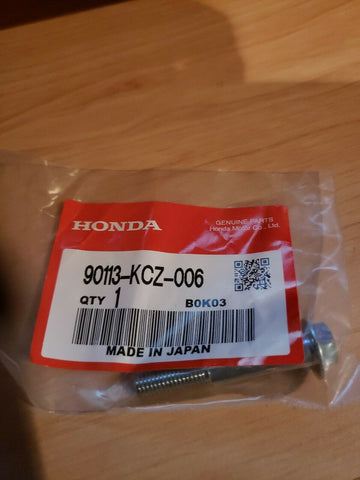 HONDA
GENUINE PARTS
Honda Motor Co., Ltd.
90113-KCZ-006
QTY 1 B0K03
MADE IN JAPAN